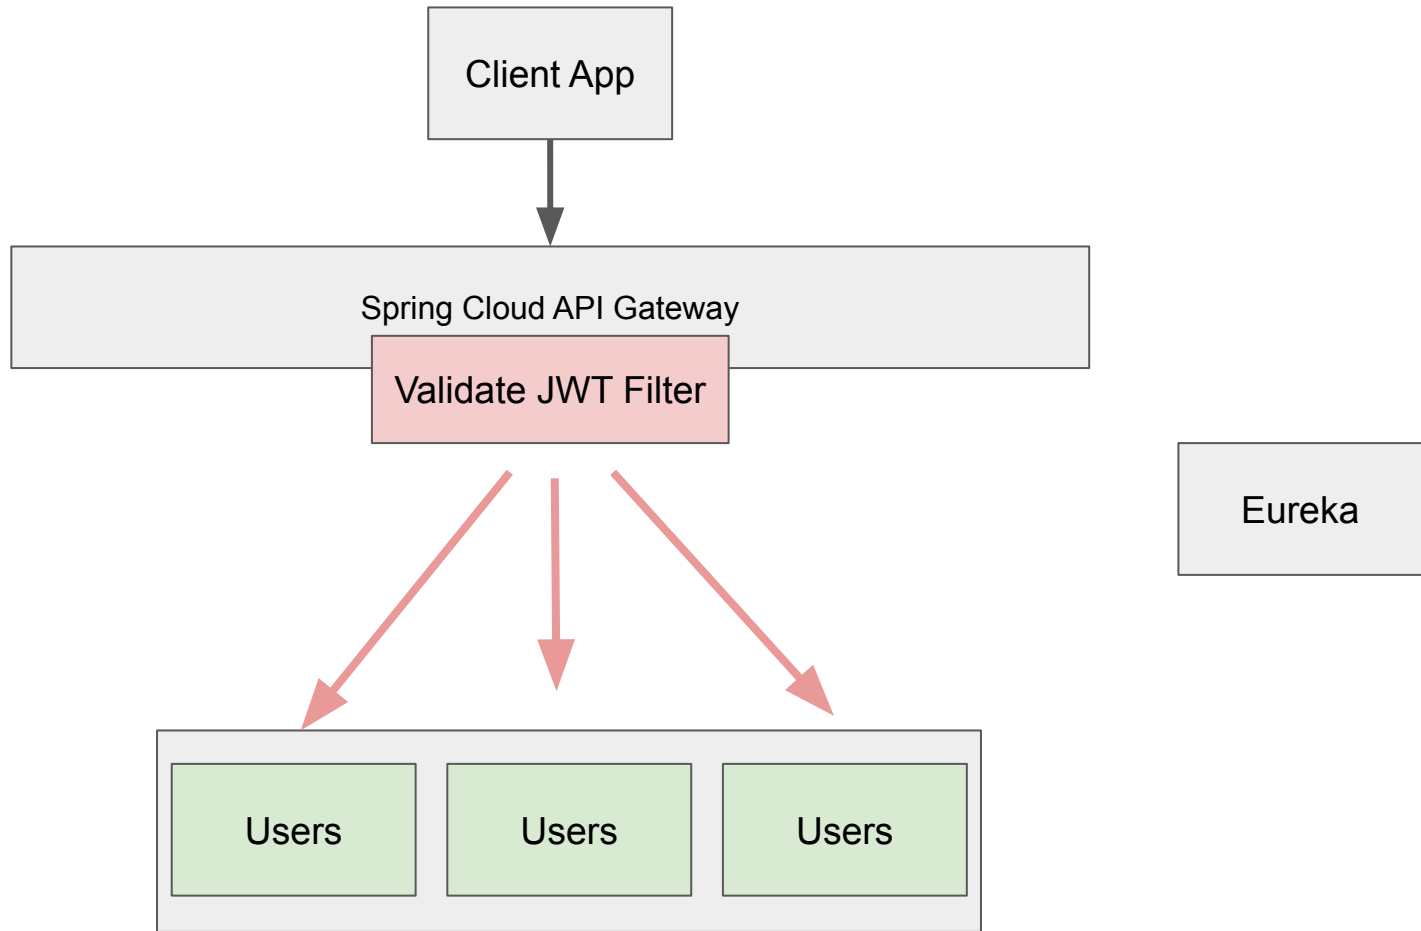 Client App
Spring Cloud API Gateway
Validate JWT Filter
Eureka
Users
Users
Users